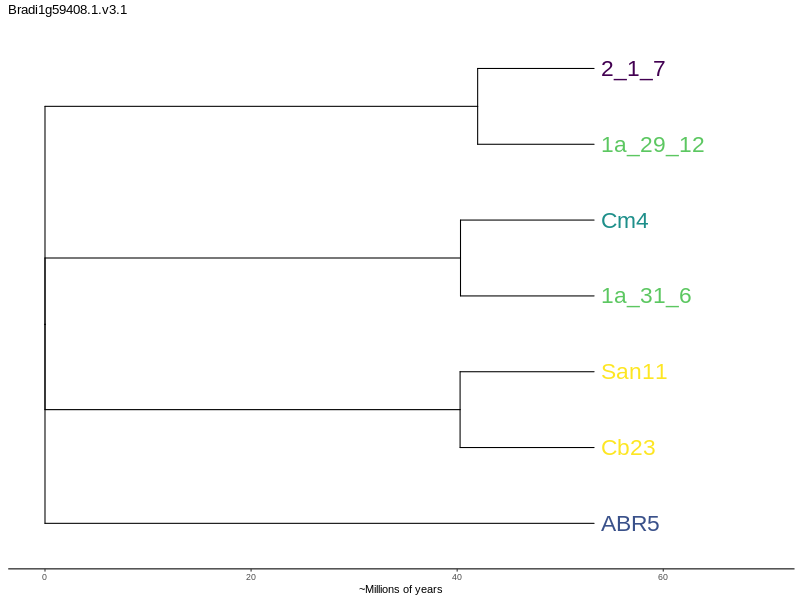 Bradi1g59408.1.v3.1
2_1_7
1a_29_12
Cm4
1a_31_6
San11
Cb23
ABR5
0 20 40 60
~Millions of years